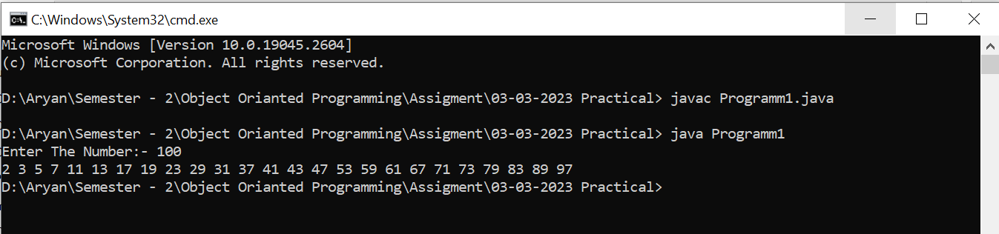 C:\Windows\System32\cmd.exe
Microsoft Windows [Version 10.0.19045.2604]
(c) Microsoft Corporation. All rights reserved.
D:\Aryan\Semester - 2\Object Orianted Programming\Assigment\03-03-2023 Practical> javac Programm1.java
D:\Aryan\Semester - 2\Object Orianted Programming\Assigment\03-03-2023 Practical> java Programm1
Enter The Number:- 100
2 3 5 7 11 13 17 19 23 29 31 37 41 43 47 53 59 61 67 71 73 79 83 89 97
D:\Aryan\Semester - 2\Object Orianted Programming\Assigment\03-03-2023 Practical>